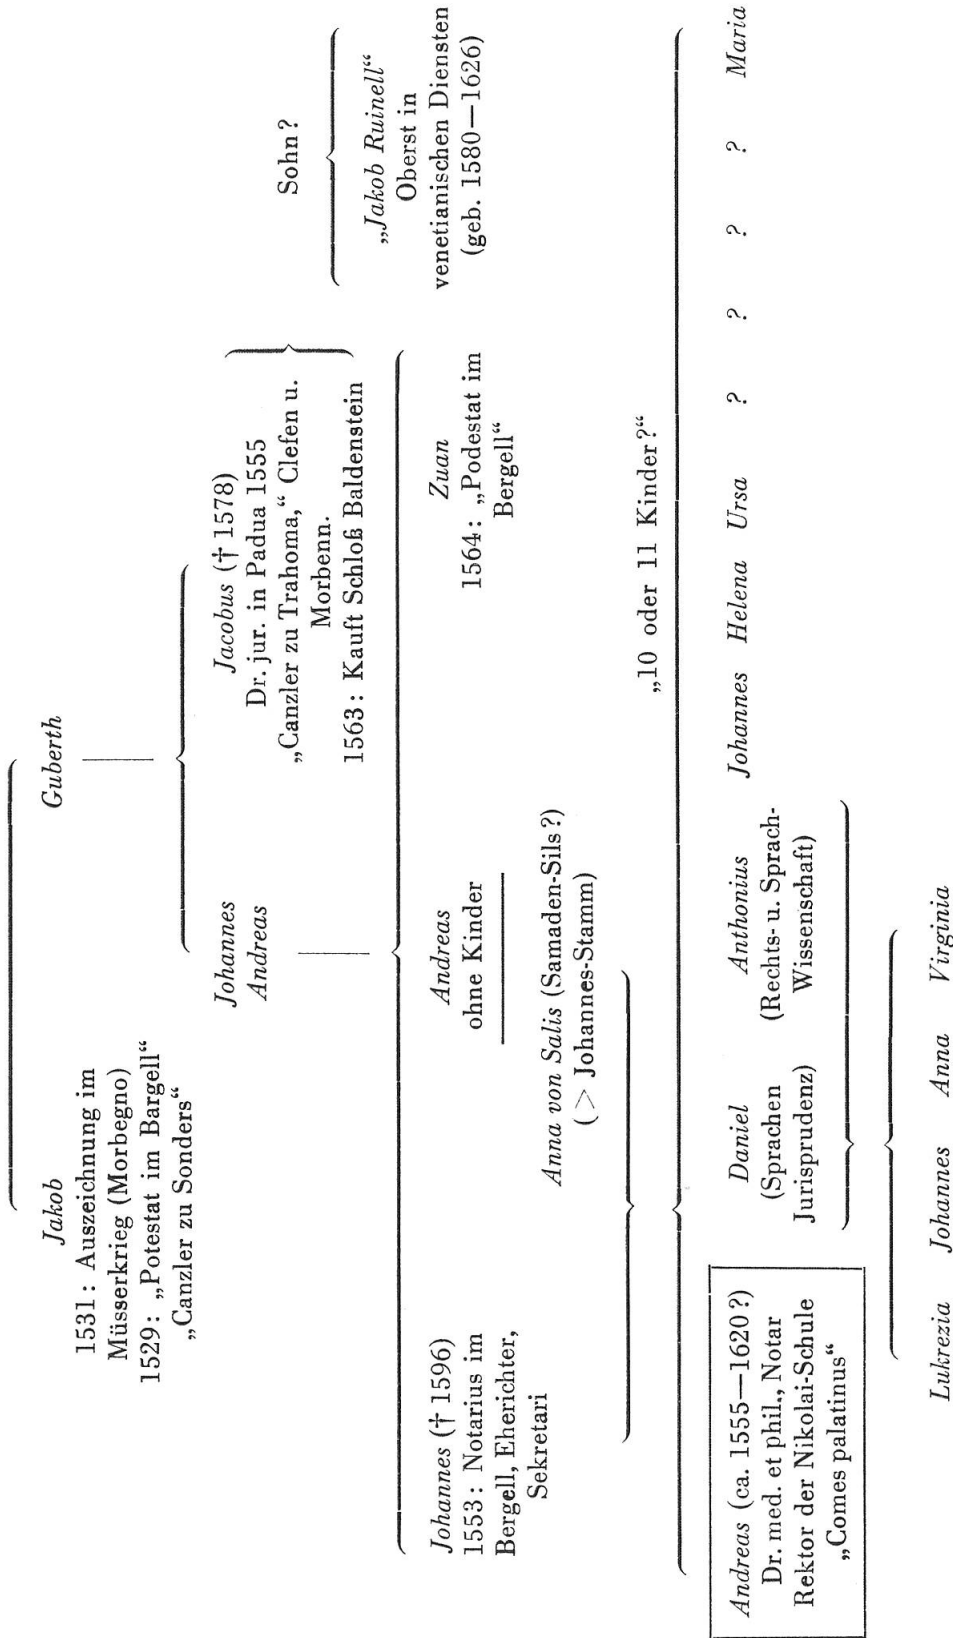 Jakob
1531: Auszeichnung im
Müsserkrieg (Morbegno)
1529: „Potestat im Bargell“
„Canzler zu Sonders“
Guberth
Johannes
Andreas
Jacobus († 1578)
Dr. jur. in Padua 1555
„Canzler zu Trahoma,“ Clefen u.
Morbenn.
1563: Kauft Schloß Baldenstein
Sohn?
„Jakob Ruinell“
Oberst in
venetianischen Diensten
(geb. 1580—1626)
Johannes († 1596)
1553: Notarius im
Bergell, Eherichter,
Sekretari
Andreas
ohne Kinder
Zuan
1564: „Podestat im
Bergell“
Anna von Salis (Samaden-Sils?)
(> Johannes-Stamm)
„10 oder 11 Kinder?“
Andreas (ca. 1555—1620?)
Dr. med. et phil., Notar
Rektor der Nikolai-Schule
„Comes palatinus“
Daniel
(Sprachen
Jurisprudenz)
Anthonius
(Rechts- u. Sprach-
Wissenschaft)
Johannes Helena Ursa ? ? ? ? Maria
Lukrezia Johannes Anna Virginia